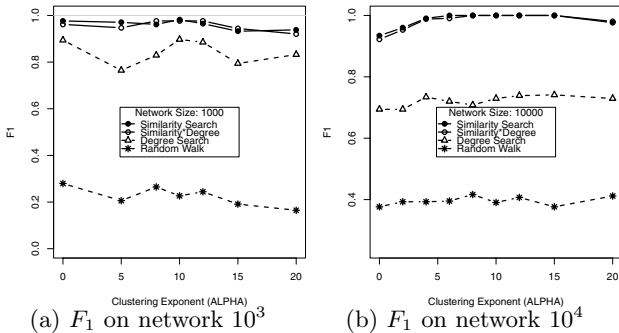 F1
1.0
0.8
0.6
0.4
0.2
0.0
Network Size: 1000
Similarity Search
Similarity*Degree
Degree Search
Random Walk
0 5 10 15 20
Clustering Exponent (ALPHA)
(a) F1 on network 10^3
F1
1.0
0.8
0.6
0.4
Network Size: 10000
Similarity Search
Similarity*Degree
Degree Search
Random Walk
0 5 10 15 20
Clustering Exponent (ALPHA)
(b) F1 on network 10^4